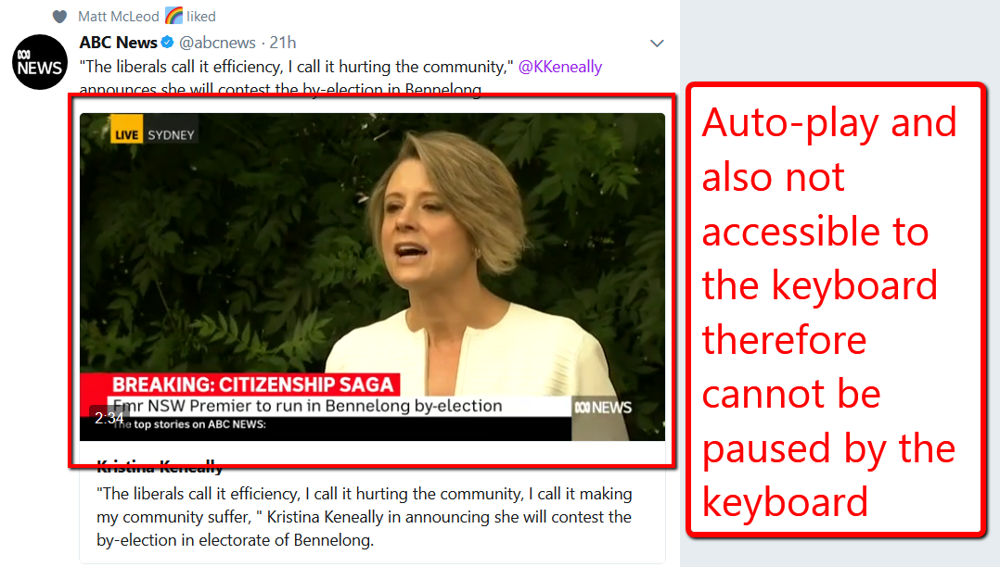 Matt McLeod liked
ABC News @abcnews · 21h
"The liberals call it efficiency, I call it hurting the community," @KKeneally
announces she will contest the by-election in Bennelong
NEWS
LIVE SYDNEY
BREAKING: CITIZENSHIP SAGA
Fmr NSW Premier to run in Bennelong by-election
NEWS
2:34
The top stories on ABC NEWS:
Kristina Keneally
"The liberals call it efficiency, I call it hurting the community, I call it making
my community suffer, " Kristina Keneally in announcing she will contest the
by-election in electorate of Bennelong.
Auto-play and
also not
accessible to
the keyboard
therefore
cannot be
paused by the
keyboard